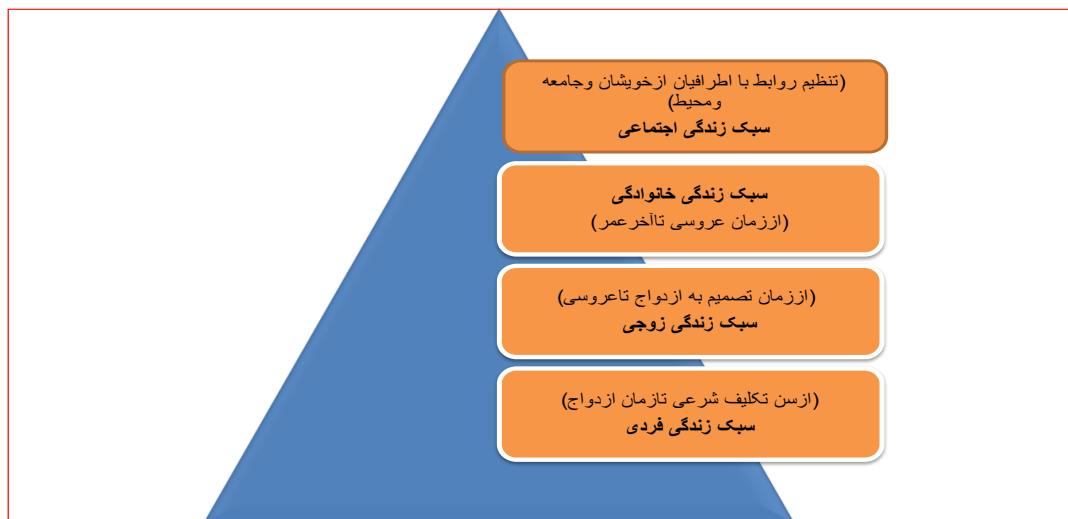 (تنظیم روابط با اطرافیان ازخویشان وجامعه
ومحیط)
سبک زندگی اجتماعی
سبک زندگی خانوادگی
(اززمان عروسی تاآخرعمر)
(اززمان تصمیم به ازدواج تاعروسی)
سبک زندگی زوجی
(ازسن تکلیف شرعی تازمان ازدواج)
سبک زندگی فردی